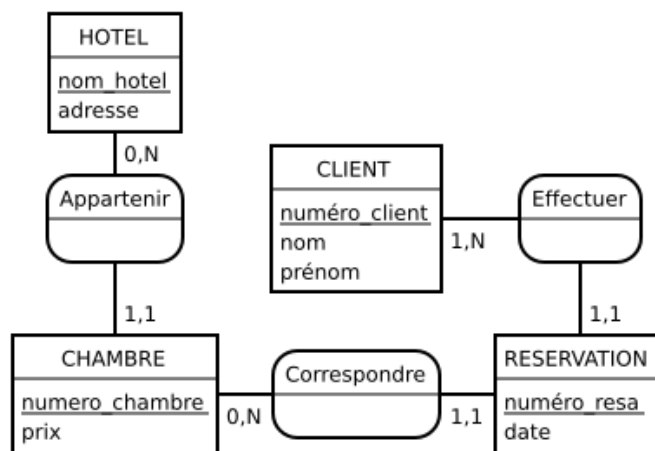 HOTEL
nom_hotel
adresse
0,N
Appartenir
1,1
CLIENT
numéro_client
nom
prénom
1,N
Effectuer
1,1
CHAMBRE
numero_chambre
prix
0,N
Correspondre
1,1
RESERVATION
numéro_resa
date